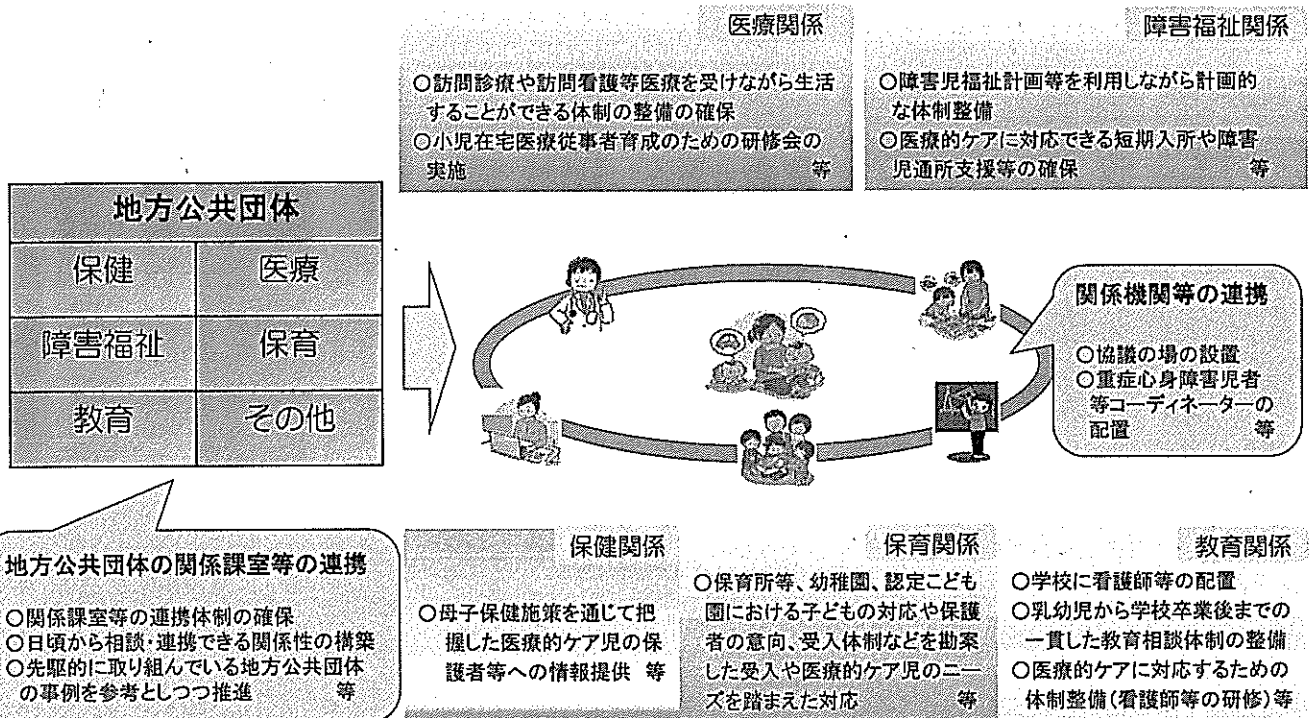 医療関係
○訪問診療や訪問看護等医療を受けながら生活
することができる体制の整備の確保
○小児在宅医療従事者育成のための研修会の
実施 等
障害福祉関係
○障害児福祉計画等を利用しながら計画的
な体制整備
○医療的ケアに対応できる短期入所や障害
児通所支援等の確保 等
地方公共団体
保健 医療
障害福祉 保育
教育 その他
関係機関等の連携
○協議の場の設置
○重症心身障害児者
等コーディネーターの
配置 等
地方公共団体の関係課室等の連携
○関係課室等の連携体制の確保
○日頃から相談・連携できる関係性の構築
○先駆的に取り組んでいる地方公共団体
の事例を参考としつつ推進 等
保健関係
○母子保健施策を通じて把
握した医療的ケア児の保
護者等への情報提供 等
保育関係
○保育所等、幼稚園、認定こども
園における子どもの対応や保護
者の意向、受入体制などを勘案
した受入や医療的ケア児のニー
ズを踏まえた対応 等
教育関係
○学校に看護師等の配置
○乳幼児から学校卒業後までの
一貫した教育相談体制の整備
○医療的ケアに対応するための
体制整備(看護師等の研修)等